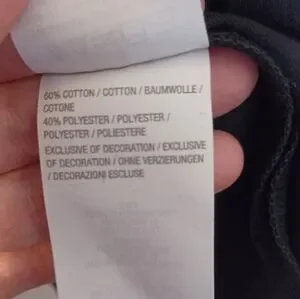 60% COTTON / COTTON / BAUMWOLLE /
COTONE
40% POLYESTER / POLYESTER /
POLYESTER / POLIESTERE
EXCLUSIVE OF DECORATION / EXCLUSIVE
OF DECORATION / OHNE VERZIERUNGEN
/ DECORAZIONI ESCLUSE